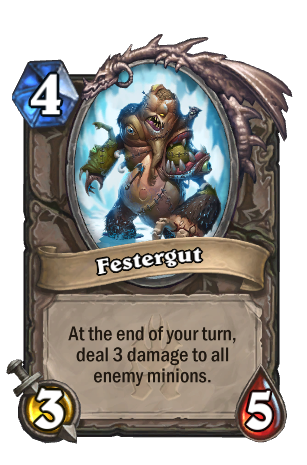 4
Festergut
At the end of your turn,
deal 3 damage to all
enemy minions.
3
5